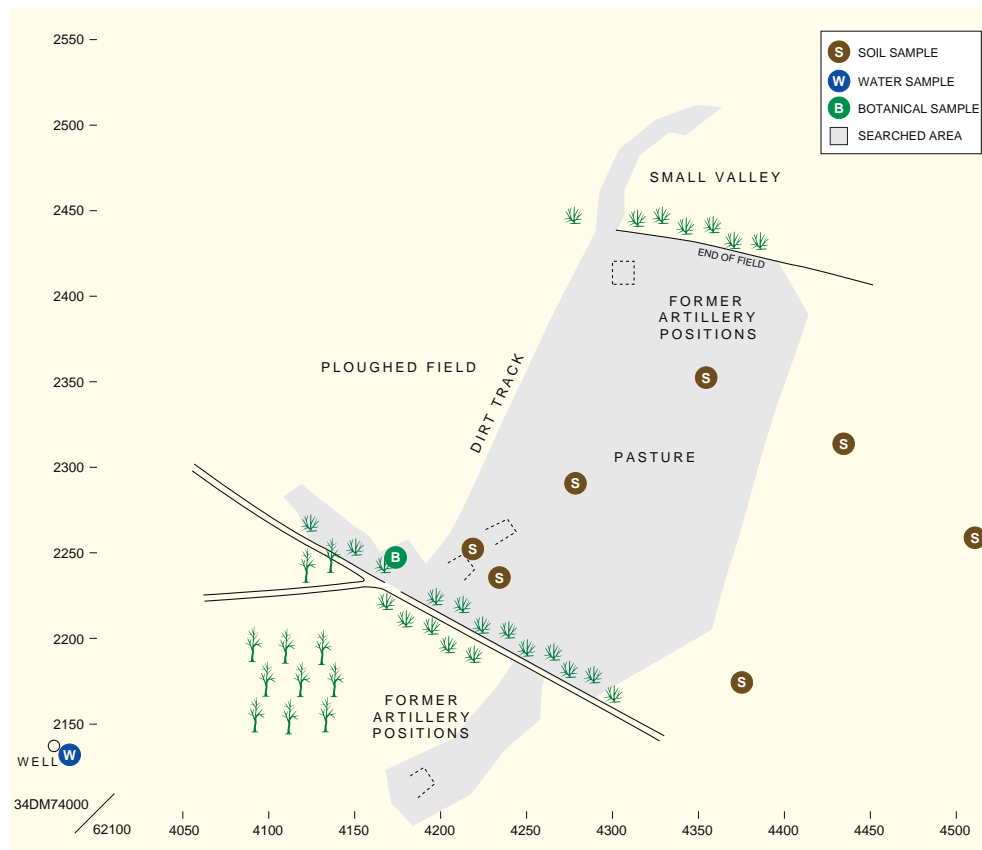 2550
S SOIL SAMPLE
W WATER SAMPLE
B BOTANICAL SAMPLE
SEARCHED AREA
2500
SMALL VALLEY
2450
END OF FIELD
2400
FORMER
ARTILLERY
POSITIONS
PLOUGHED FIELD
2350
DIRT TRACK
S
S
PASTURE
2300
S
S
2250
B
S
S
2200
S
FORMER
ARTILLERY
POSITIONS
2150
WELL
W
34DM74000
62100
4050
4100
4150
4200
4250
4300
4350
4400
4450
4500